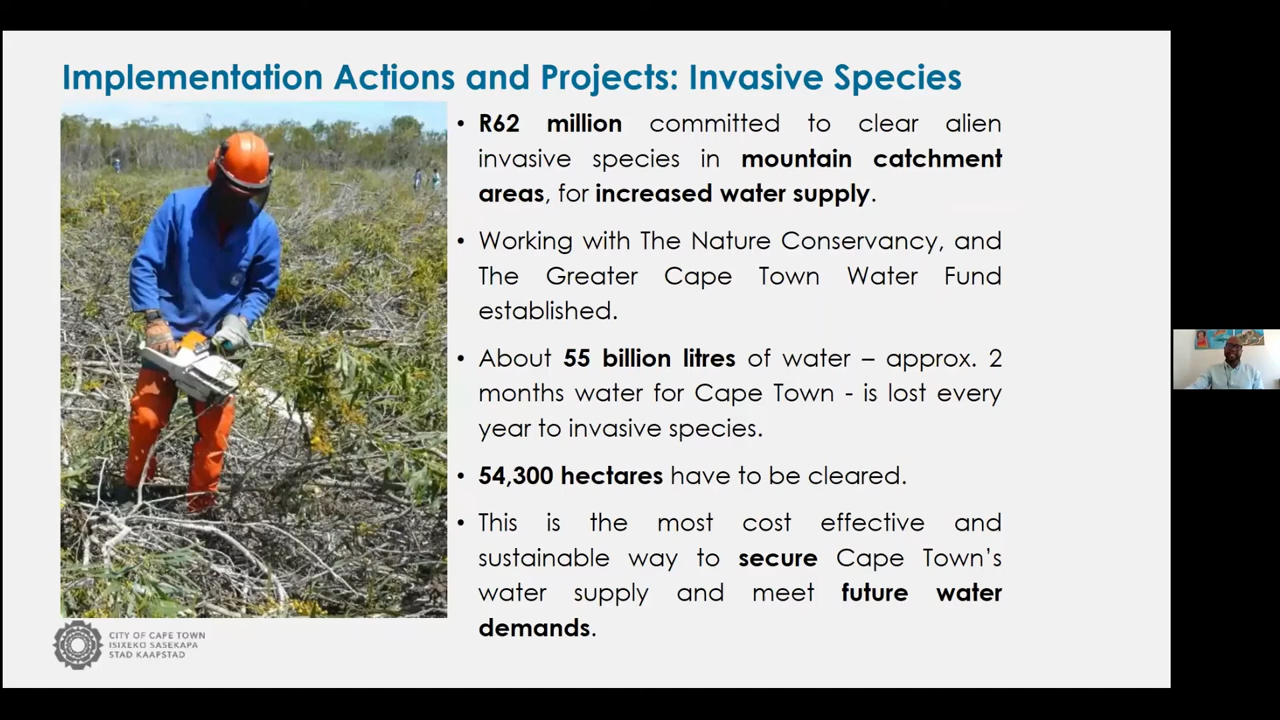 Implementation Actions and Projects: Invasive Species
• R62 million committed to clear alien
invasive species in mountain catchment
areas, for increased water supply.
• Working with The Nature Conservancy, and
The Greater Cape Town Water Fund
established.
• About 55 billion litres of water – approx. 2
months water for Cape Town - is lost every
year to invasive species.
• 54,300 hectares have to be cleared.
• This is the most cost effective and
sustainable way to secure Cape Town’s
water supply and meet future water
demands.
CITY OF CAPE TOWN
ISIXEKO SASEKAPA
STAD KAAPSTAD